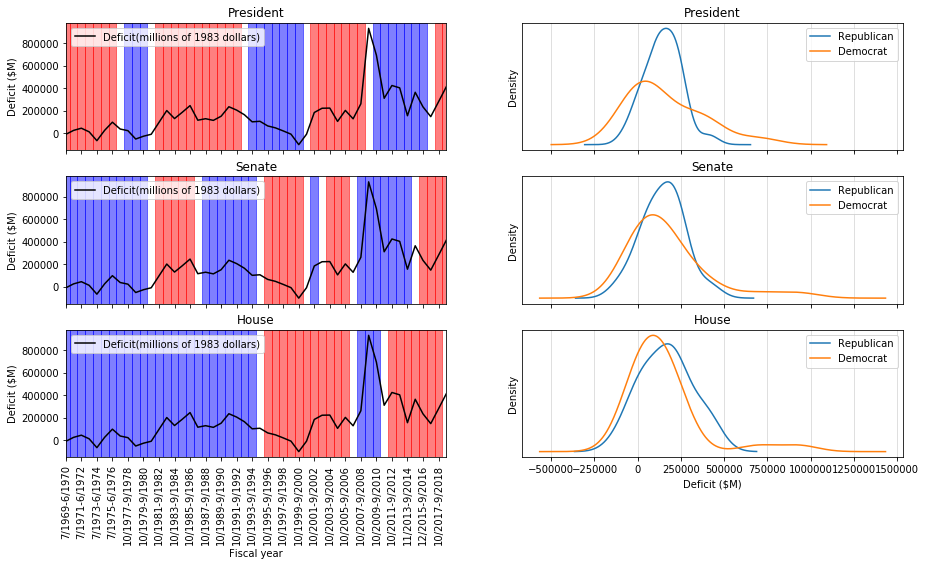 President
Deficit ($M)
800000
600000
400000
200000
0
Deficit(millions of 1983 dollars)
President
Density
Republican
Democrat
Senate
Deficit ($M)
800000
600000
400000
200000
0
Deficit(millions of 1983 dollars)
Senate
Density
Republican
Democrat
House
Deficit ($M)
800000
600000
400000
200000
0
Deficit(millions of 1983 dollars)
7/1969-6/1970
7/1971-6/1972
7/1973-6/1974
7/1975-6/1976
10/1977-9/1978
10/1979-9/1980
10/1981-9/1982
10/1983-9/1984
10/1985-9/1986
10/1987-9/1988
10/1989-9/1990
10/1991-9/1992
10/1993-9/1994
10/1995-9/1996
10/1997-9/1998
10/1999-9/2000
10/2001-9/2002
10/2003-9/2004
10/2005-9/2006
10/2007-9/2008
10/2009-9/2010
10/2011-9/2012
11/2013-9/2014
12/2015-9/2016
10/2017-9/2018
Fiscal year
House
Density
Republican
Democrat
−500000
−250000
0
250000
500000
750000
1000000
1250000
1500000
Deficit ($M)